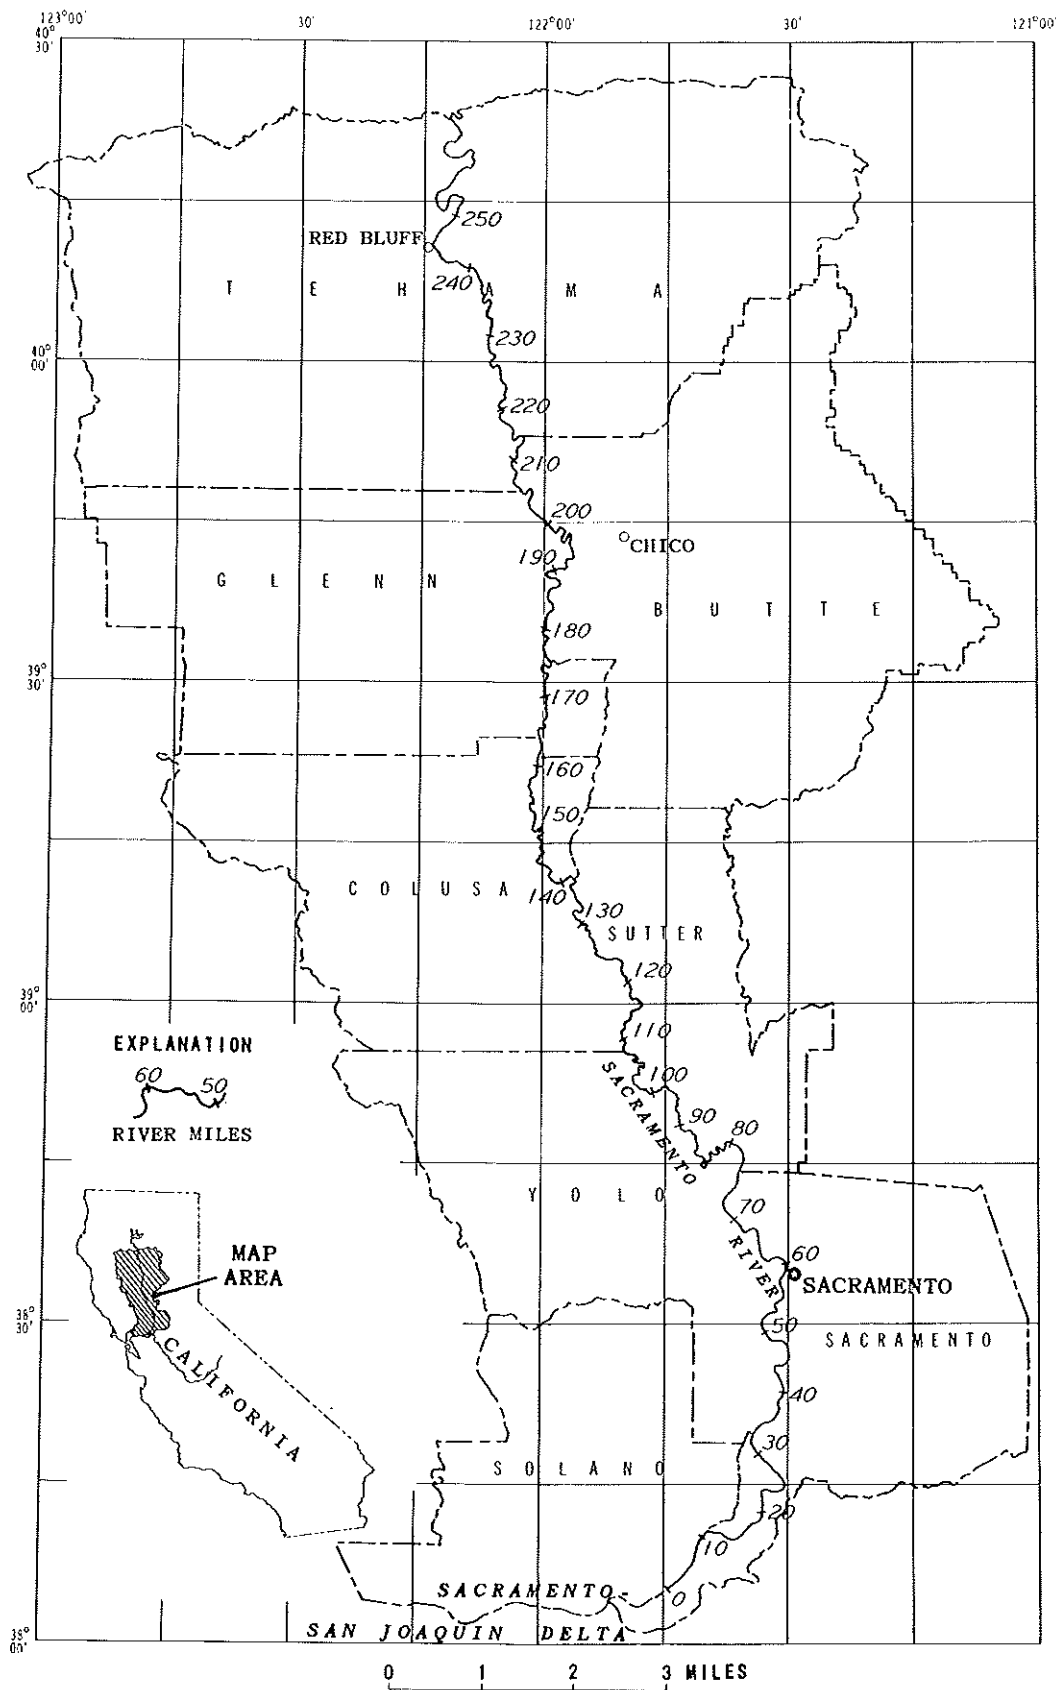 123°00' 30' 122°00' 30' 121°00'
40°
30'
250
RED BLUFF
240
T E H A M A
230
40°
00'
220
210
200
CHICO
190
G L E N N
B U T T E
180
39°
30'
170
160
150
C O L U S A
140
130
SUTTER
120
39°
00'
110
EXPLANATION
60 50
RIVER MILES
100
SACRAMENTO
90
80
Y O L O
70
RIVER
60
MAP
AREA
SACRAMENTO
38°
30'
50
SACRAMENTO
CALIFORNIA
40
30
S O L A N O
20
10
0
SACRAMENTO-
SAN JOAQUIN DELTA
38°
00'
0 1 2 3 MILES